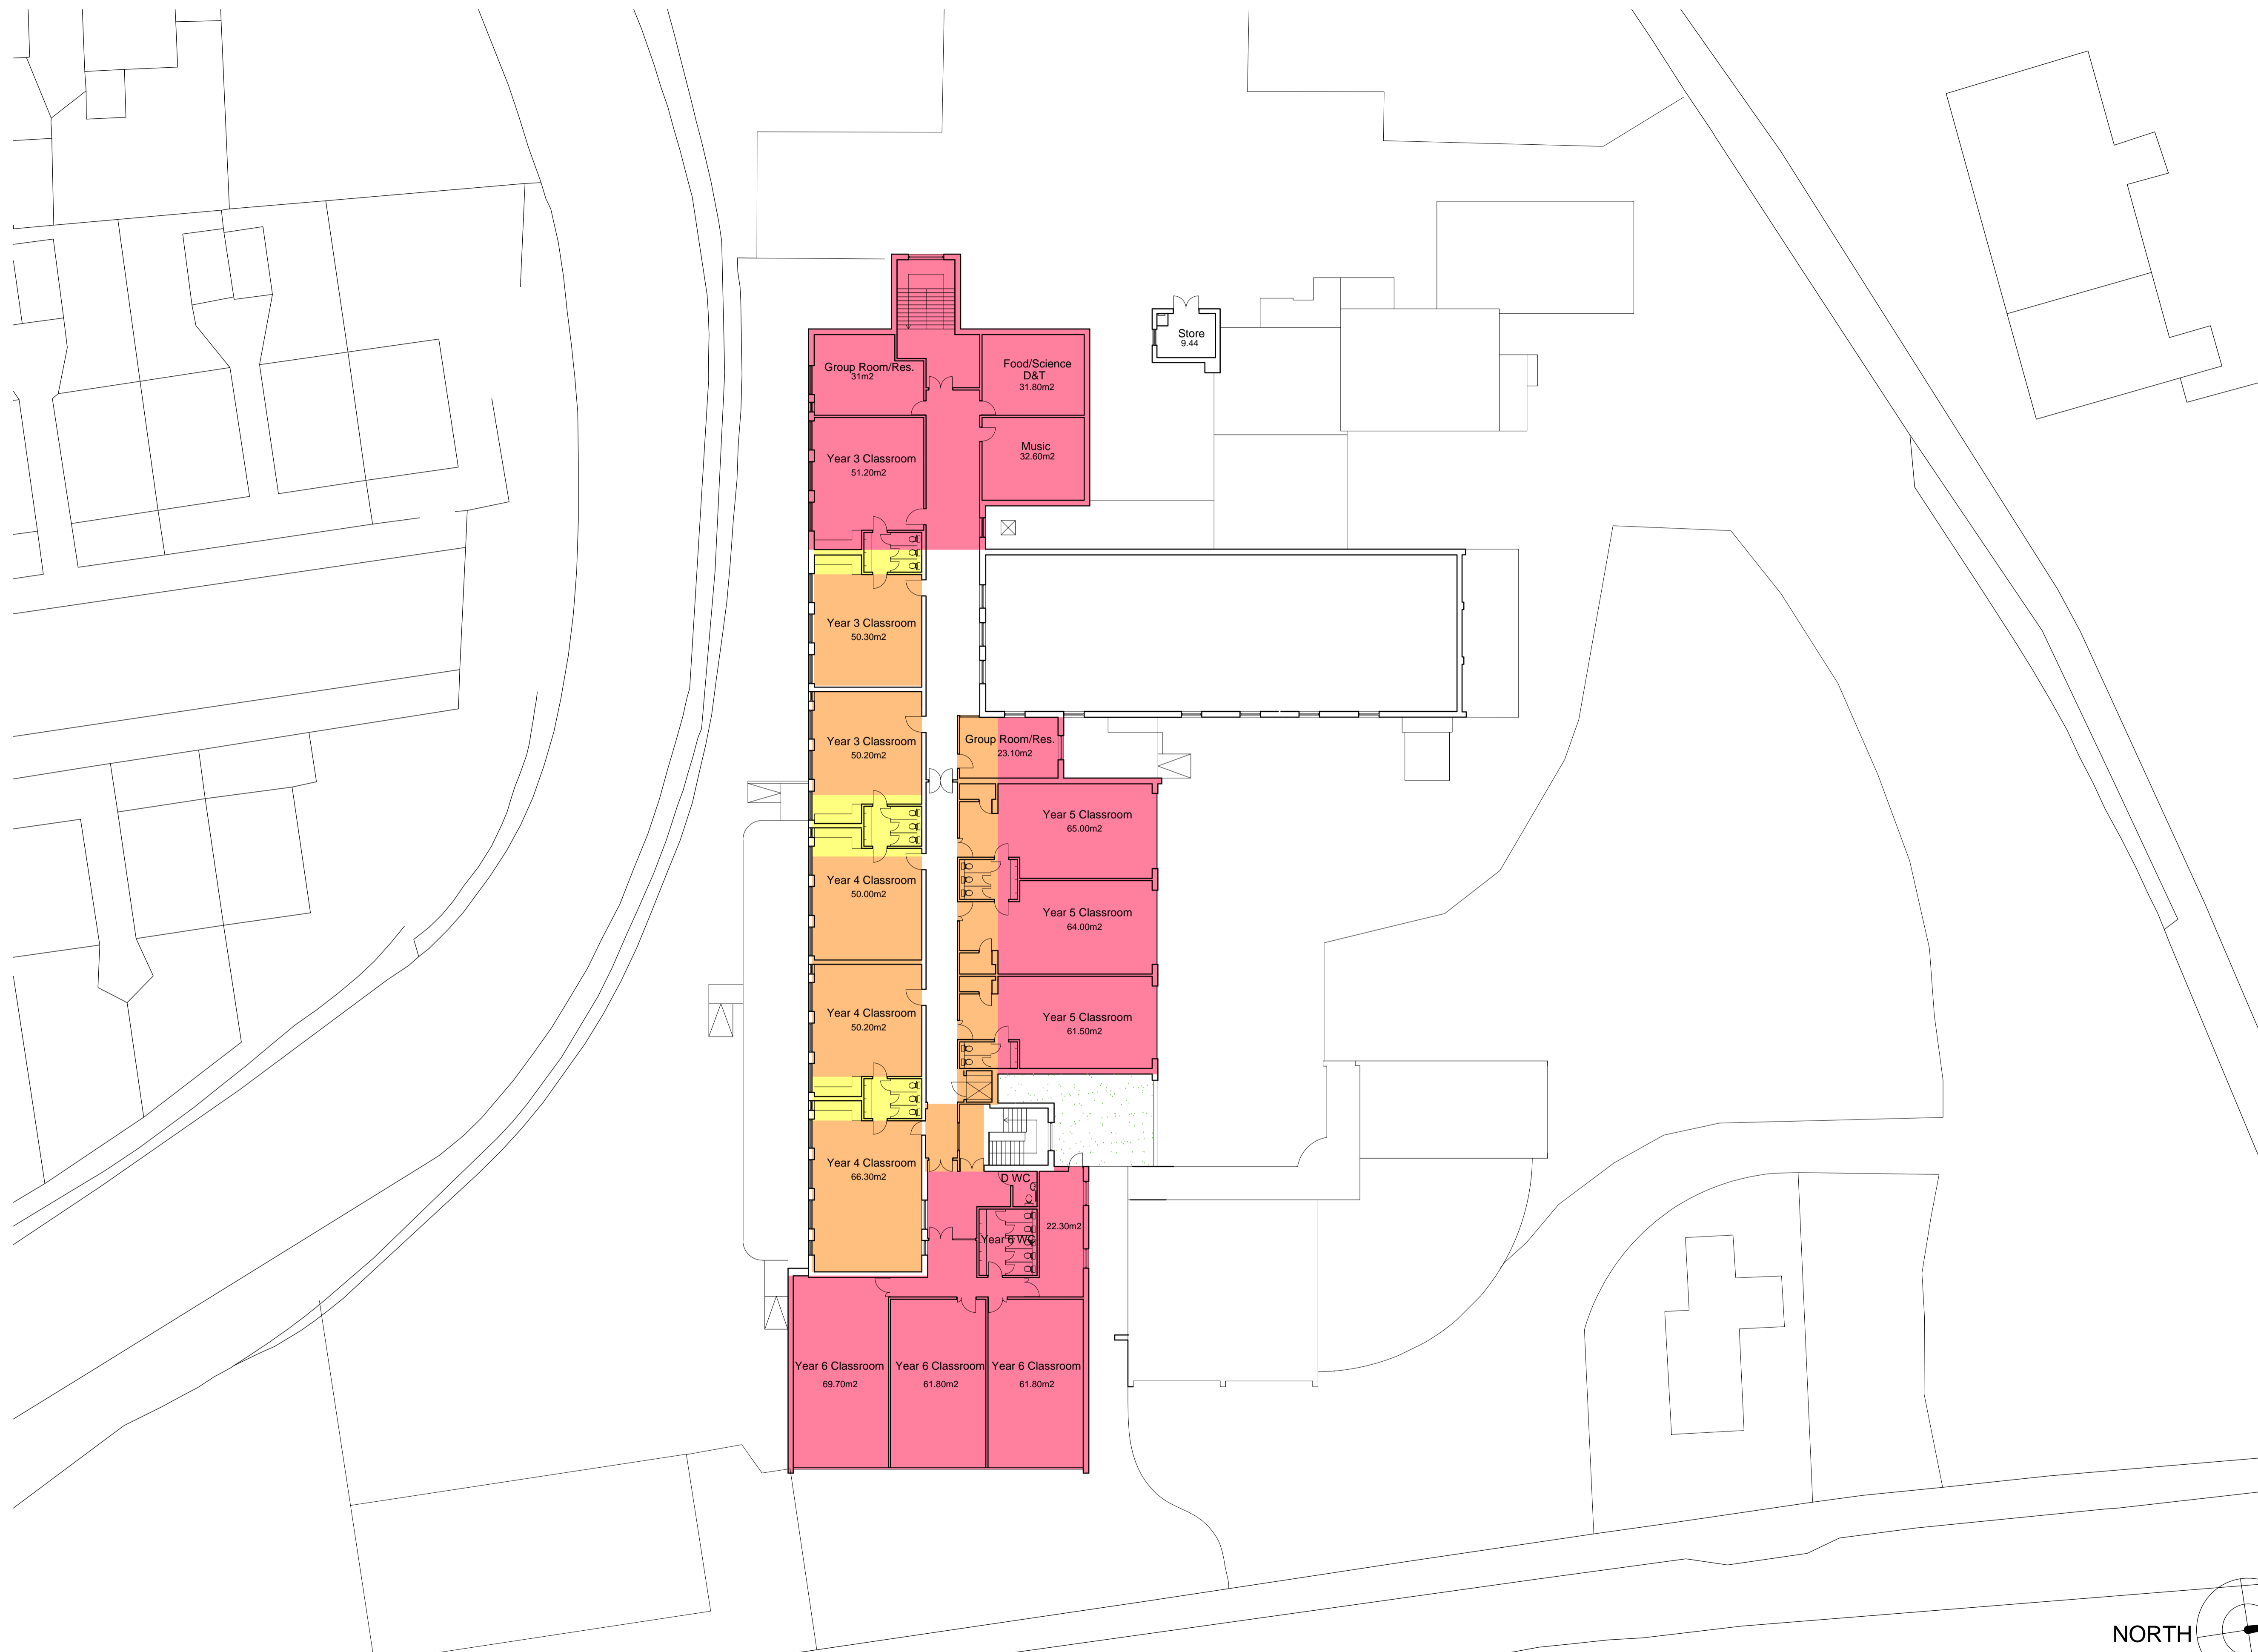 Store
9.44
Group Room/Res.
31m2
Food/Science
D&T
31.80m2
Music
32.60m2
Year 3 Classroom
51.20m2
Year 3 Classroom
50.30m2
Year 3 Classroom
50.20m2
Group Room/Res.
23.10m2
Year 5 Classroom
65.00m2
Year 4 Classroom
50.00m2
Year 5 Classroom
64.00m2
Year 4 Classroom
50.20m2
Year 5 Classroom
61.50m2
Year 4 Classroom
66.30m2
D WC
22.30m2
Year 6 WC
Year 6 Classroom
69.70m2
Year 6 Classroom
61.80m2
Year 6 Classroom
61.80m2
NORTH